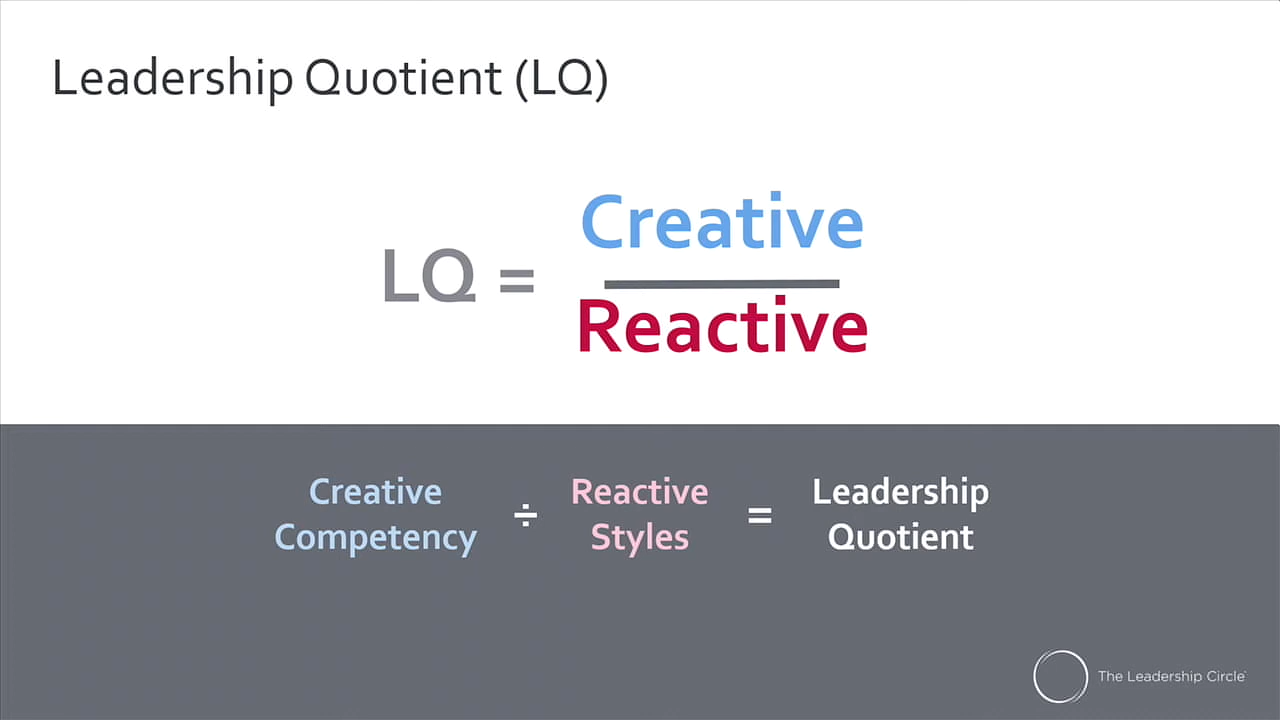 Leadership Quotient (LQ)
Creative
LQ =
Reactive
Creative Competency ÷ Reactive Styles = Leadership Quotient
The Leadership Circle